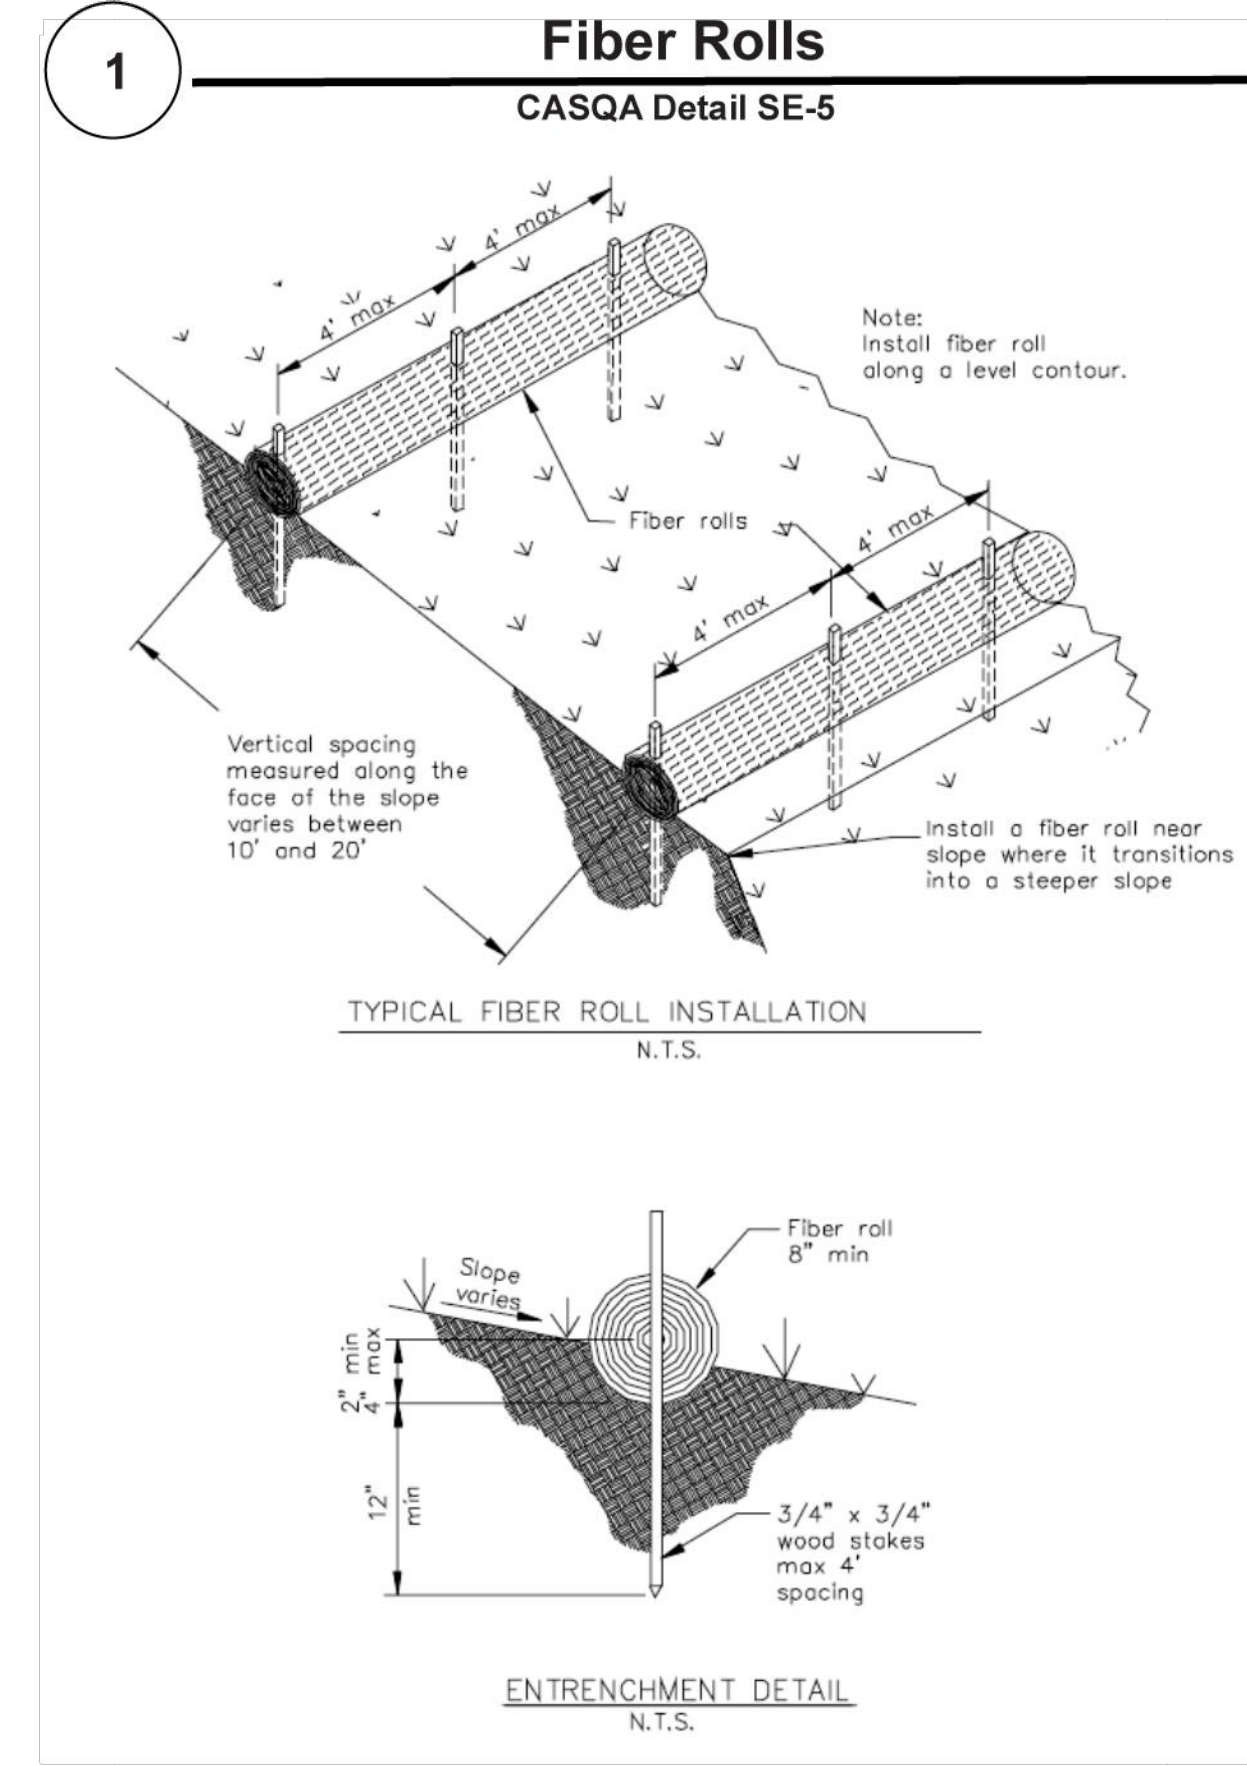 1
Fiber Rolls
CASQA Detail SE-5
4' max
4' max
Note:
Install fiber roll
along a level contour.
Fiber rolls
4' max
4' max
Vertical spacing
measured along the
face of the slope
varies between
10' and 20'
Install a fiber roll near
slope where it transitions
into a steeper slope
TYPICAL FIBER ROLL INSTALLATION
N.T.S.
Fiber roll
8" min
Slope
varies
2" min
4" max
12"
min
3/4" x 3/4"
wood stakes
max 4'
spacing
ENTRENCHMENT DETAIL
N.T.S.